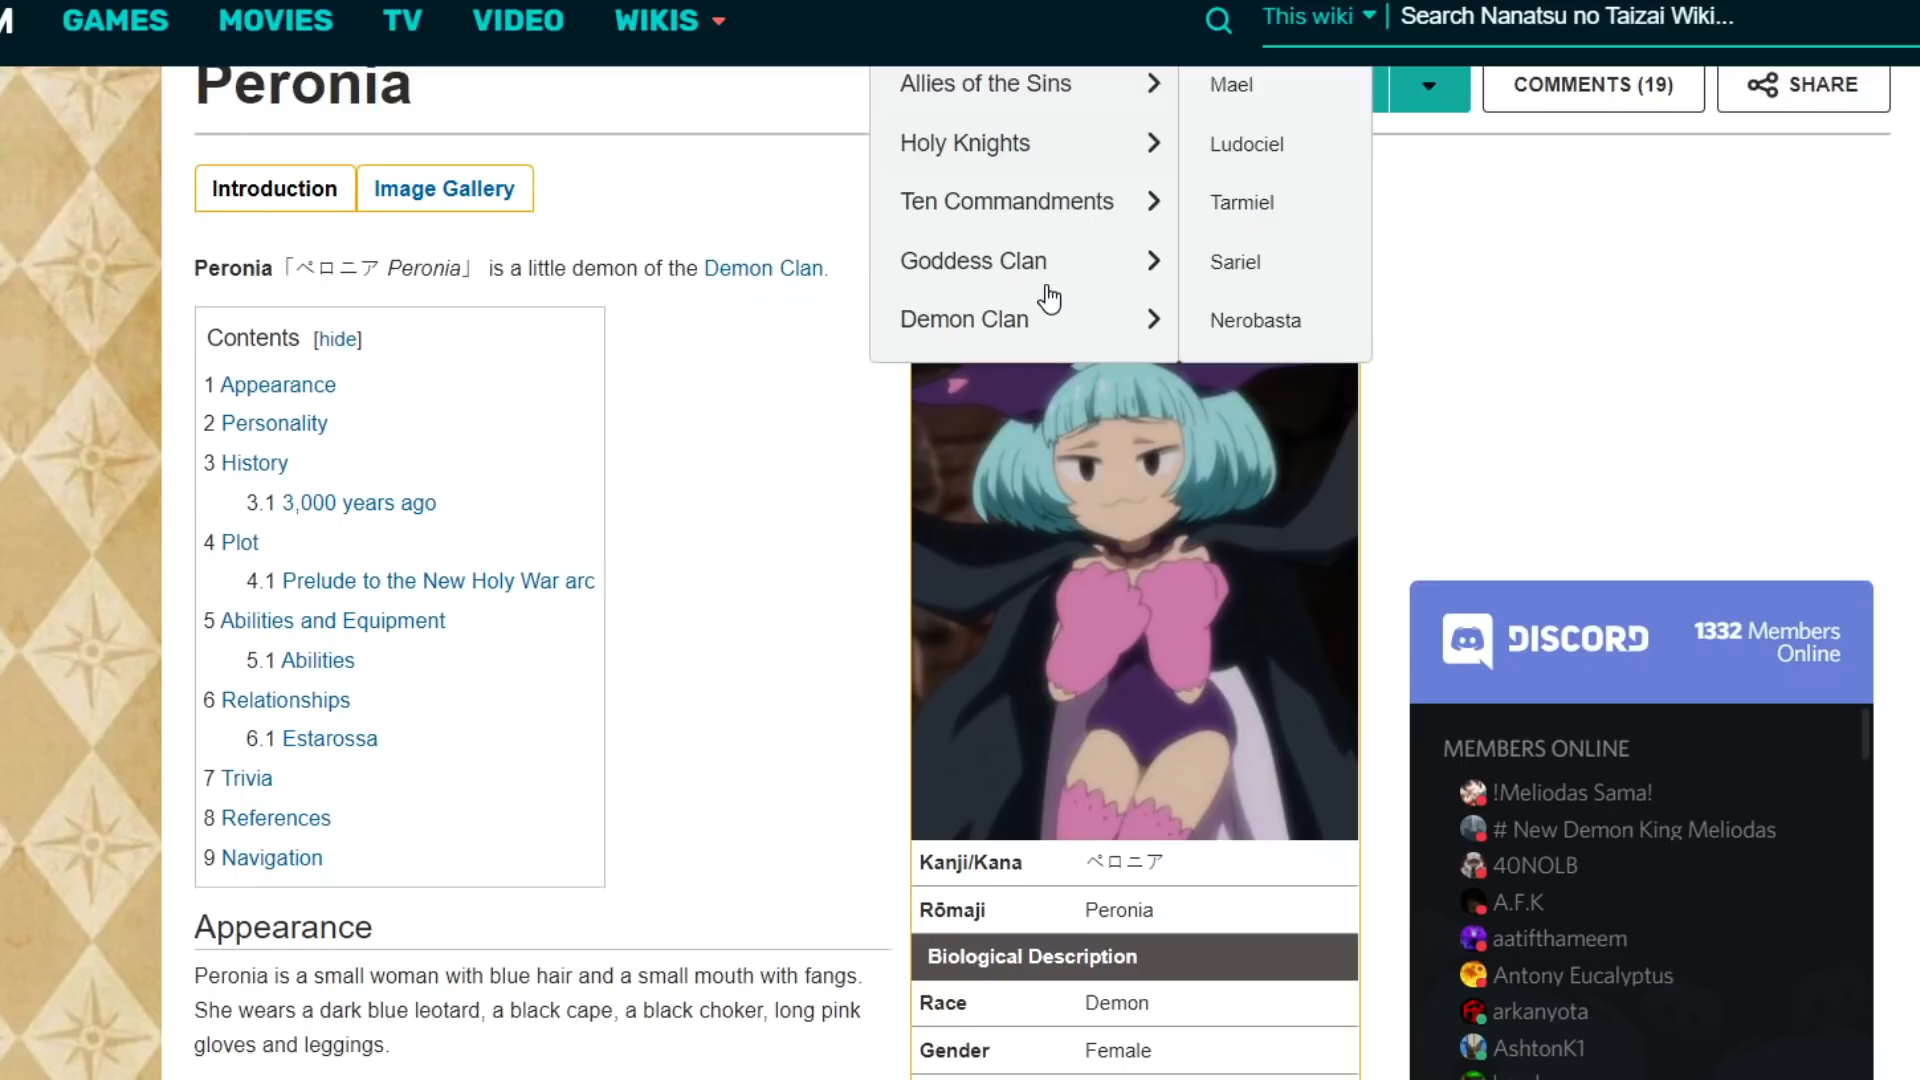 GAMES MOVIES TV VIDEO WIKIS This wiki Search Nanatsu no Taizai Wiki...
Peronia
Allies of the Sins
Holy Knights
Ten Commandments
Goddess Clan
Demon Clan
Mael
Ludociel
Tarmiel
Sariel
Nerobasta
COMMENTS (19) SHARE
Introduction Image Gallery
Peronia「ペロニア Peronia」 is a little demon of the Demon Clan.
Contents [hide]
1 Appearance
2 Personality
3 History
3.1 3,000 years ago
4 Plot
4.1 Prelude to the New Holy War arc
5 Abilities and Equipment
5.1 Abilities
6 Relationships
6.1 Estarossa
7 Trivia
8 References
9 Navigation
Appearance
Peronia is a small woman with blue hair and a small mouth with fangs.
She wears a dark blue leotard, a black cape, a black choker, long pink
gloves and leggings.
Kanji/Kana ペロニア
Rōmaji Peronia
Biological Description
Race Demon
Gender Female
DISCORD 1332 Members
Online
MEMBERS ONLINE
!Meliodas Sama!
# New Demon King Meliodas
40NOLB
A.F.K
aatifthameem
Antony Eucalyptus
arkanyota
AshtonK1